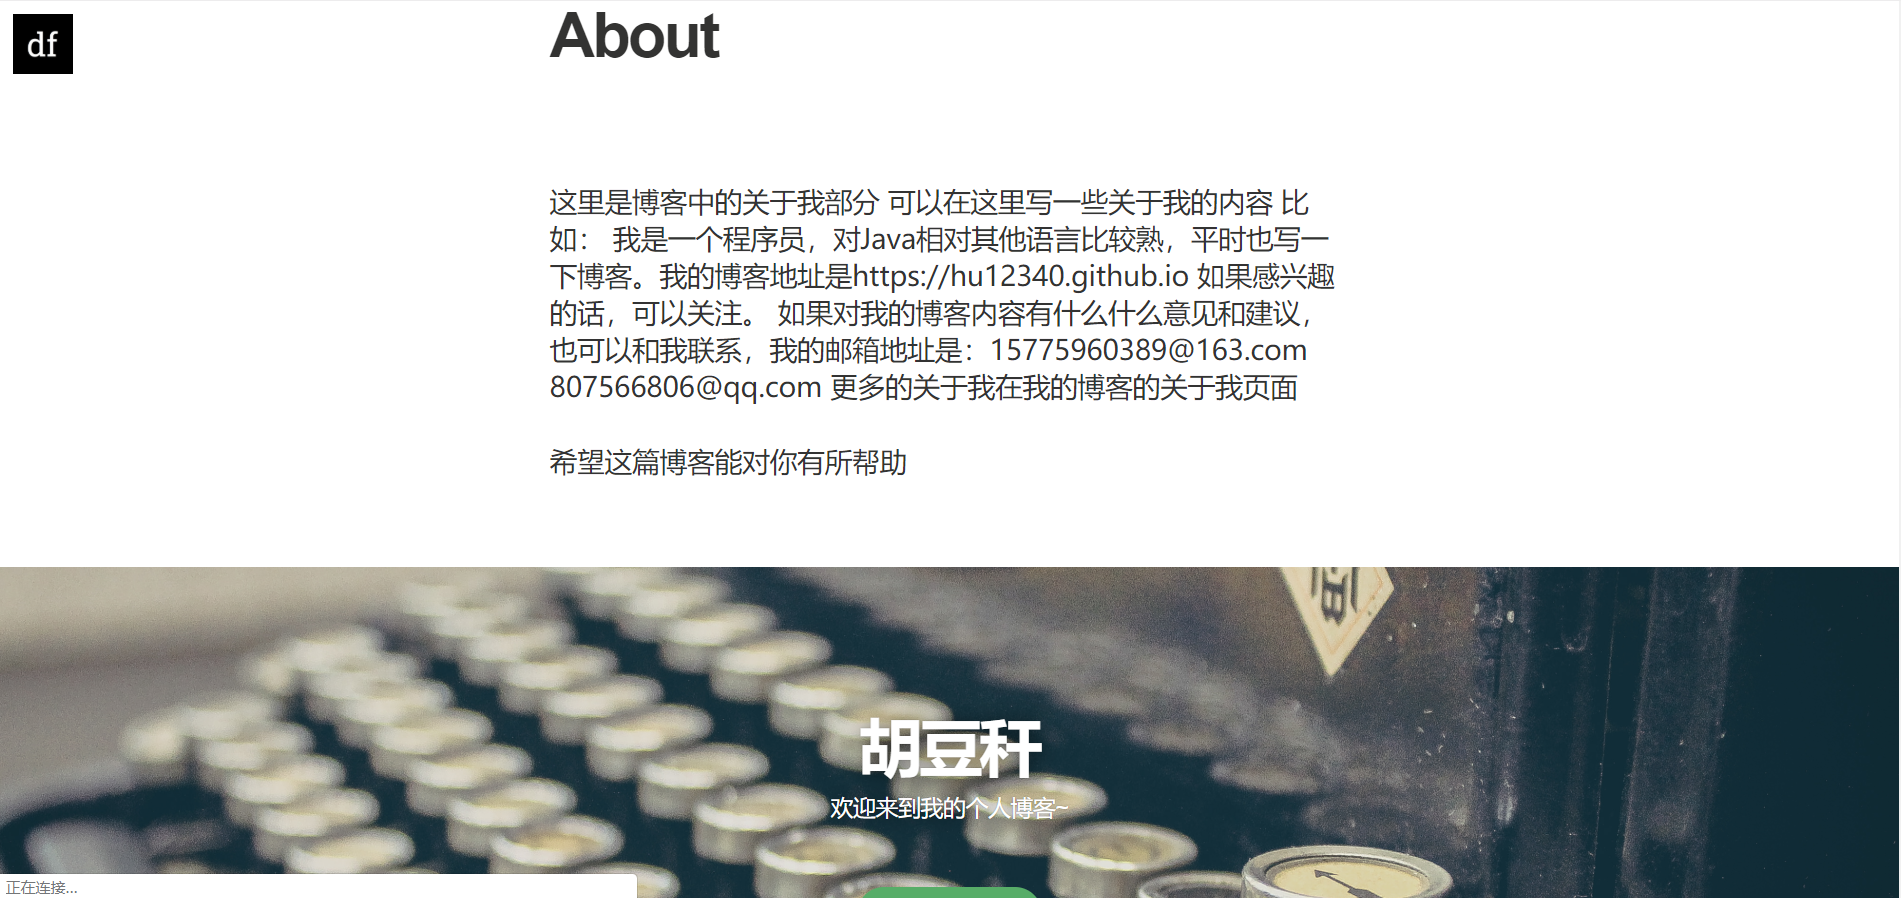 df
About
这里是博客中的关于我部分 可以在这里写一些关于我的内容 比
如： 我是一个程序员，对Java相对其他语言比较熟，平时也写一
下博客。我的博客地址是https://hu12340.github.io 如果感兴趣
的话，可以关注。 如果对我的博客内容有什么什么意见和建议，
也可以和我联系，我的邮箱地址是：15775960389@163.com
807566806@qq.com 更多的关于我在我的博客的关于我页面
希望这篇博客能对你有所帮助
胡豆秆
欢迎来到我的个人博客~
正在连接...